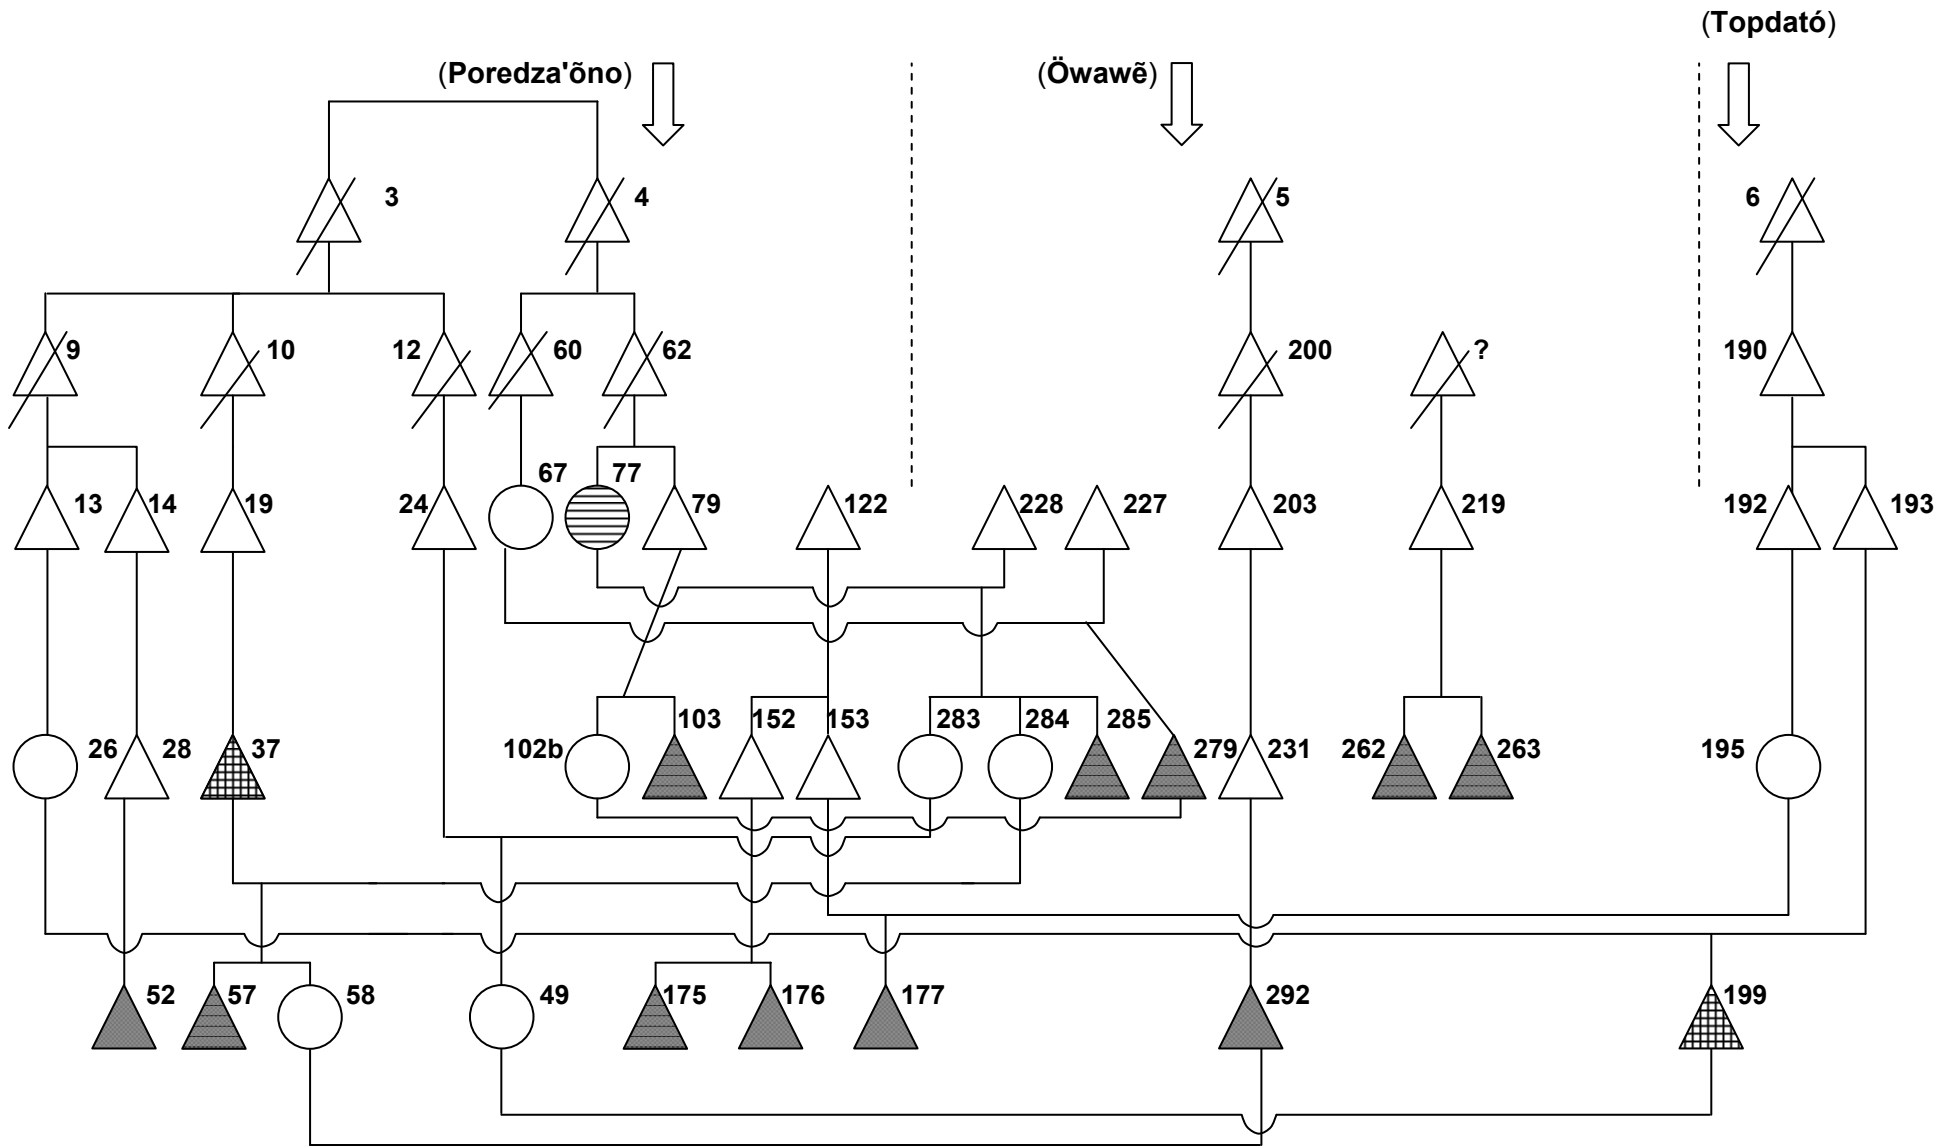 (Topdató)
(Poredza'õno) (Öwawẽ)
3 4 5 6
9 10 12 60 62 200 ? 190
67 77
13 14 19 24 79 122 228 227 203 219 192 193
103 152 153 283 284 285
102b 26 28 37 279 231 262 263 195
52 57 58 49 175 176 177 292 199